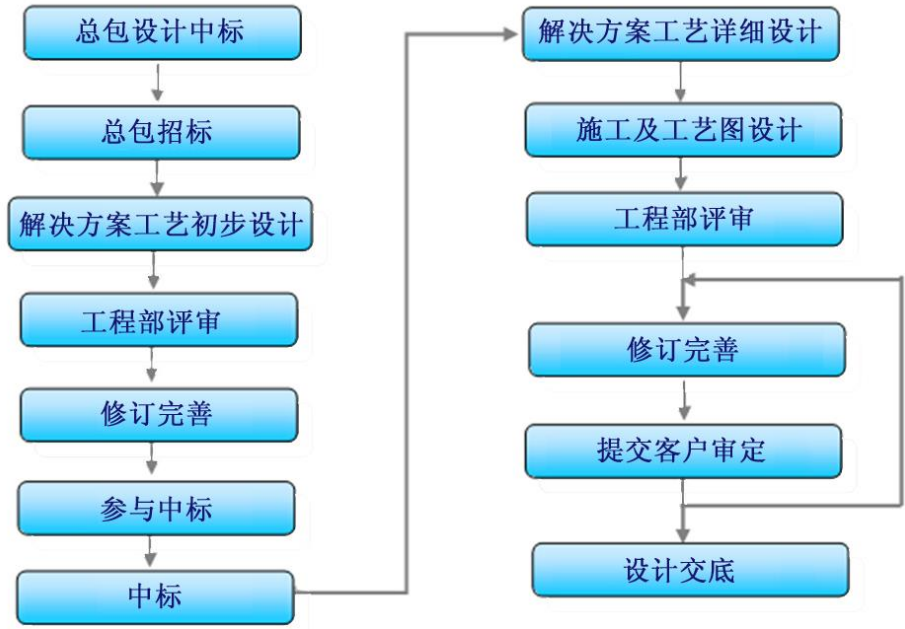 总包设计中标
总包招标
解决方案工艺初步设计
工程部评审
修订完善
参与中标
中标
解决方案工艺详细设计
施工及工艺图设计
工程部评审
修订完善
提交客户审定
设计交底